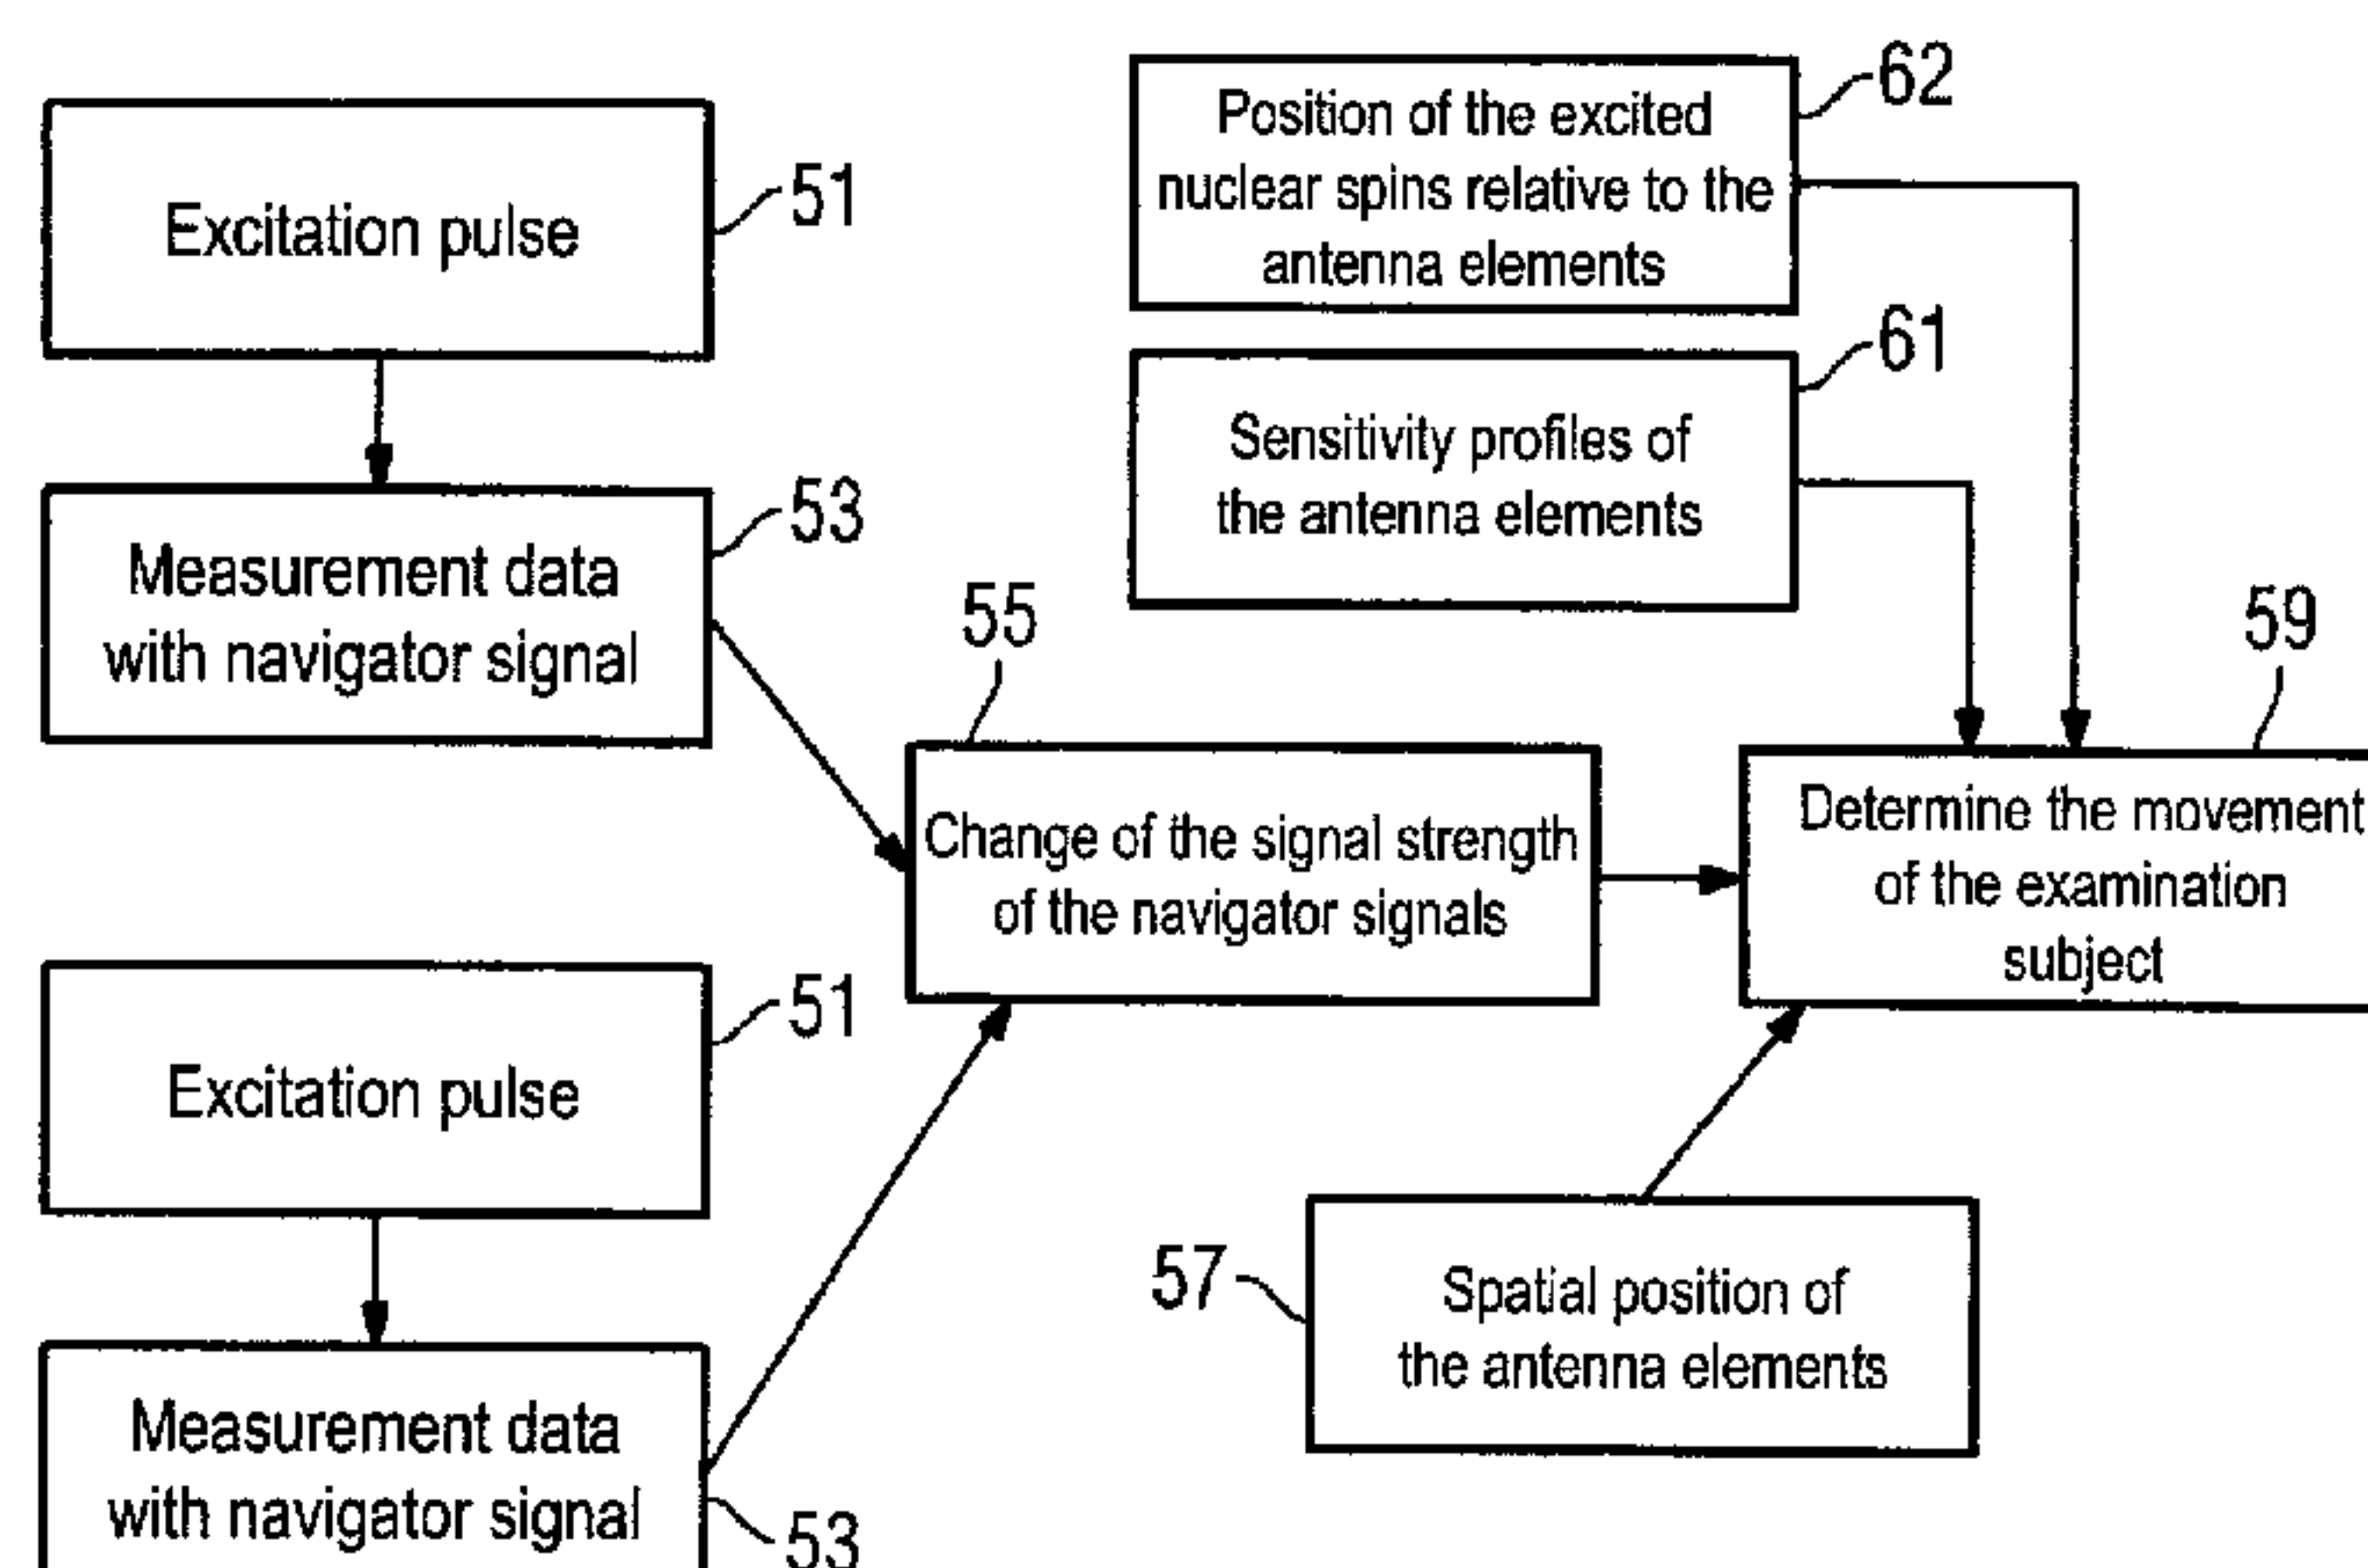 Excitation pulse
51
Measurement data
with navigator signal
53
Excitation pulse
51
Measurement data
with navigator signal
53
55
Change of the signal strength
of the navigator signals
62
Position of the excited
nuclear spins relative to the
antenna elements
61
Sensitivity profiles of
the antenna elements
59
Determine the movement
of the examination
subject
57
Spatial position of
the antenna elements